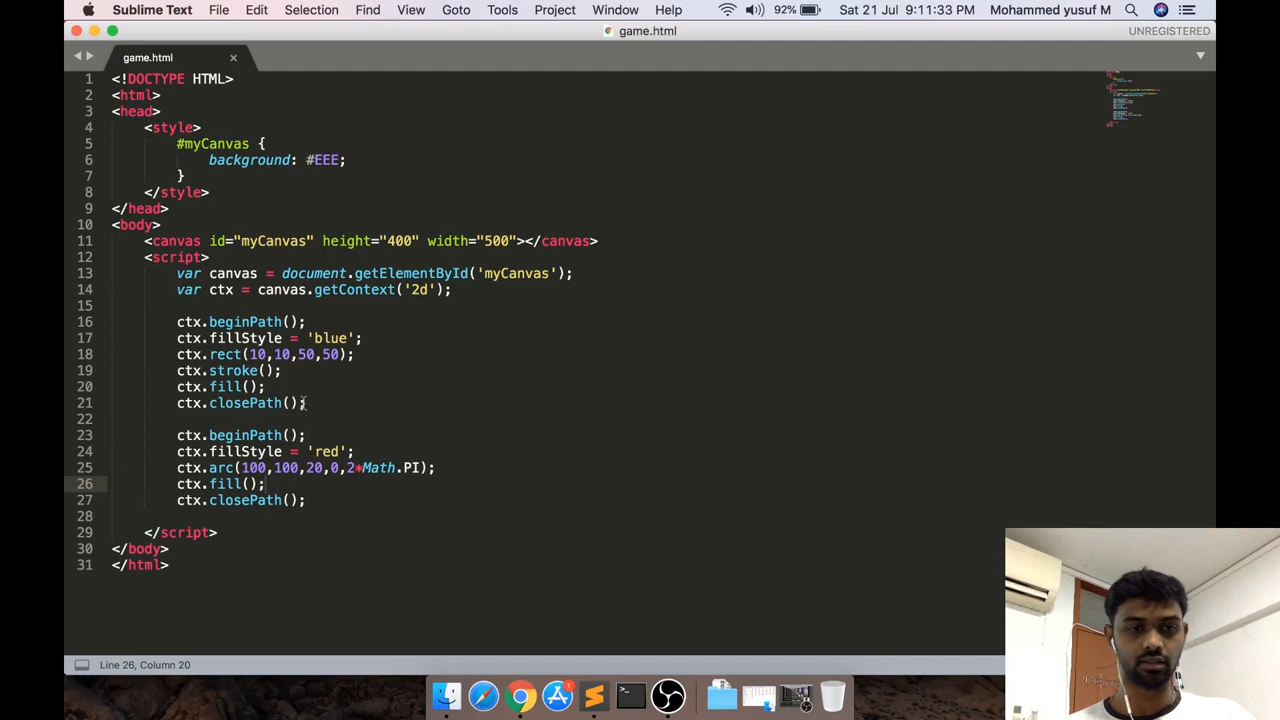 Sublime Text File Edit Selection Find View Goto Tools Project Window Help 92% Sat 21 Jul 9:11:33 PM Mohammed yusuf M
game.html UNREGISTERED
game.html
1 <!DOCTYPE HTML>
2 <html>
3 <head>
4 <style>
5 #myCanvas {
6 background: #EEE;
7 }
8 </style>
9 </head>
10 <body>
11 <canvas id="myCanvas" height="400" width="500"></canvas>
12 <script>
13 var canvas = document.getElementById('myCanvas');
14 var ctx = canvas.getContext('2d');
15
16 ctx.beginPath();
17 ctx.fillStyle = 'blue';
18 ctx.rect(10,10,50,50);
19 ctx.stroke();
20 ctx.fill();
21 ctx.closePath();
22
23 ctx.beginPath();
24 ctx.fillStyle = 'red';
25 ctx.arc(100,100,20,0,2*Math.PI);
26 ctx.fill();
27 ctx.closePath();
28
29 </script>
30 </body>
31 </html>
Line 26, Column 20
1